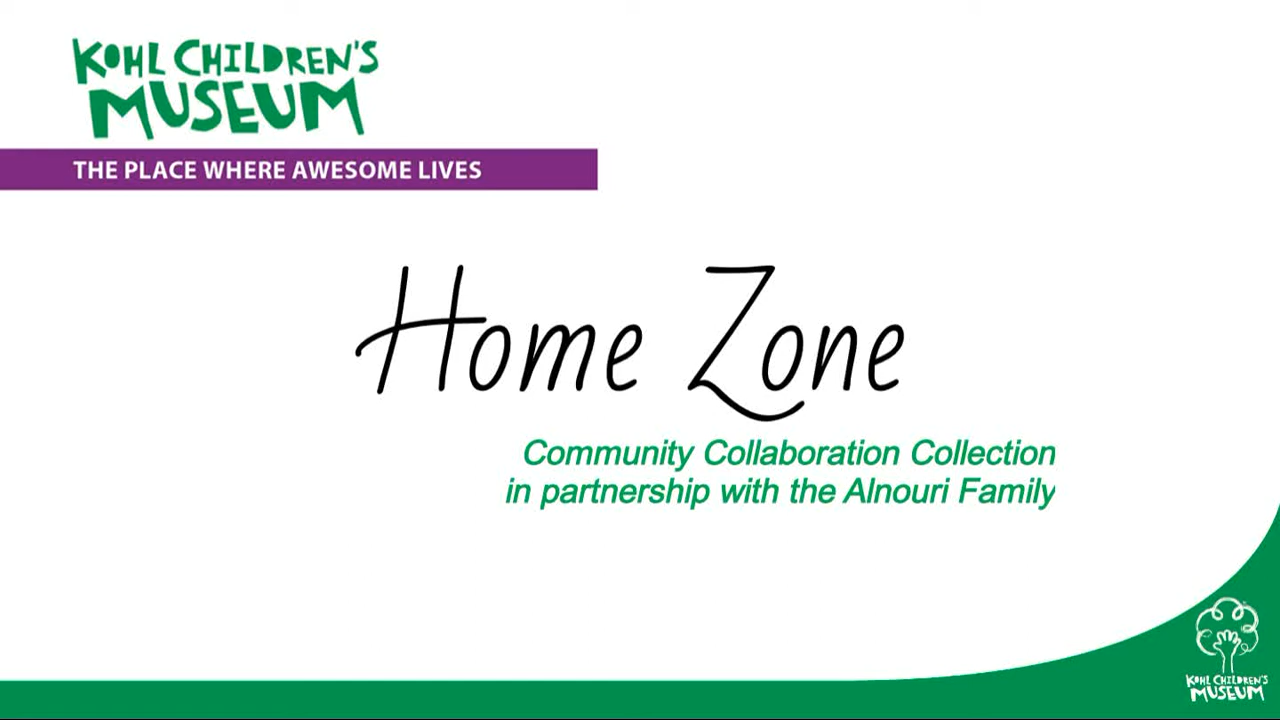 KOHL CHILDREN'S
MUSEUM
THE PLACE WHERE AWESOME LIVES
Home Zone
Community Collaboration Collection
in partnership with the Alnouri Family
KOHL CHILDREN'S
MUSEUM